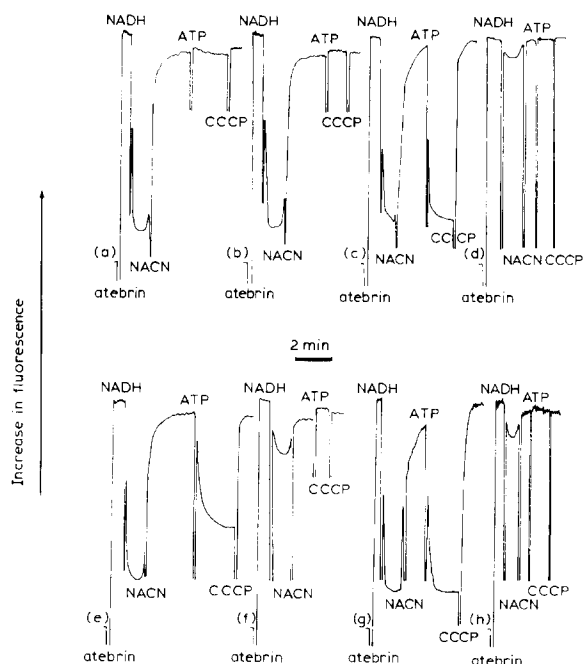 NADH NADH NADH NADH
ATP ATP ATP ATP
CCCP CCCP CCCP
(a) (b) (c) (d)
NACN NACN NACN NACN CCCP
atebrin atebrin atebrin atebrin
Increase in fluorescence
2 min
NADH NADH NADH NADH
ATP ATP ATP ATP
CCCP
CCCP NACN NACN CCCP
NACN NACN
(e) (f) (g) (h)
CCCP
atebrin atebrin atebrin atebrin